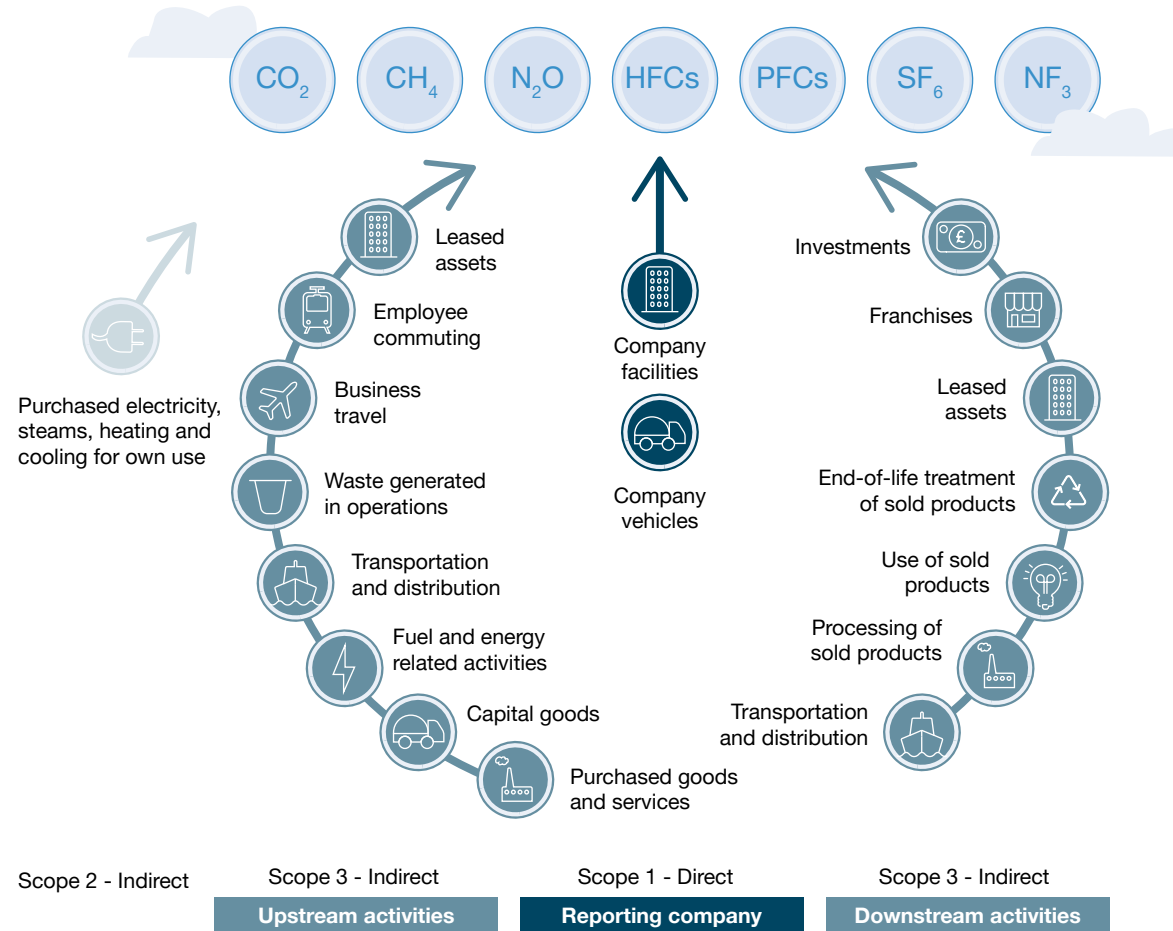 CO₂
CH₄
N₂O
HFCs
PFCs
SF₆
NF₃
Purchased electricity,
steams, heating and
cooling for own use
Leased
assets
Employee
commuting
Business
travel
Waste generated
in operations
Transportation
and distribution
Fuel and energy
related activities
Capital goods
Purchased goods
and services
Company
facilities
Company
vehicles
£
Investments
Franchises
Leased
assets
End-of-life treatment
of sold products
Use of sold
products
Processing of
sold products
Transportation
and distribution
Scope 2 - Indirect
Scope 3 - Indirect
Upstream activities
Scope 1 - Direct
Reporting company
Scope 3 - Indirect
Downstream activities